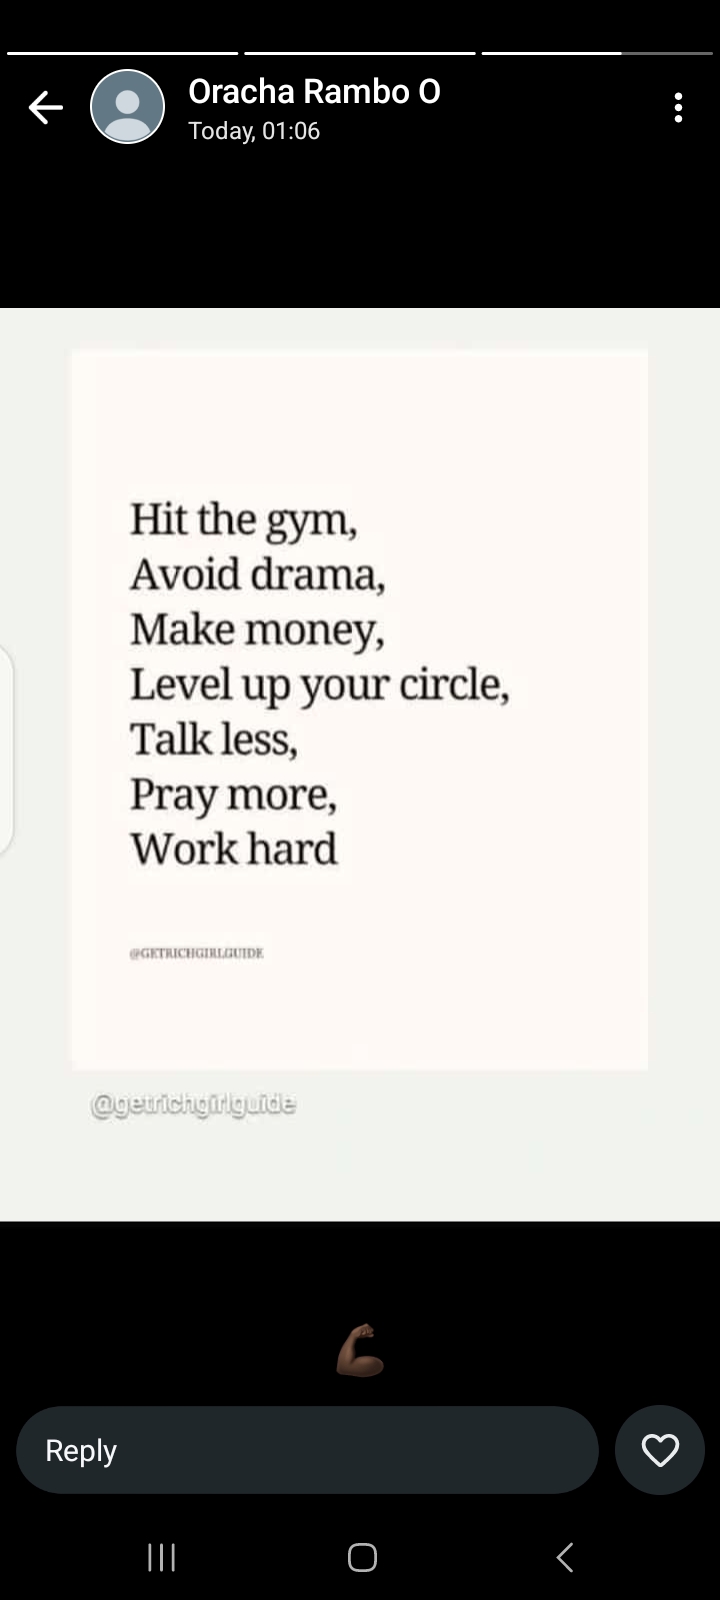 Oracha Rambo O
Today, 01:06
Hit the gym,
Avoid drama,
Make money,
Level up your circle,
Talk less,
Pray more,
Work hard
@GETRICHGIRLGUIDE
@getrichgirlguide
💪🏿
Reply